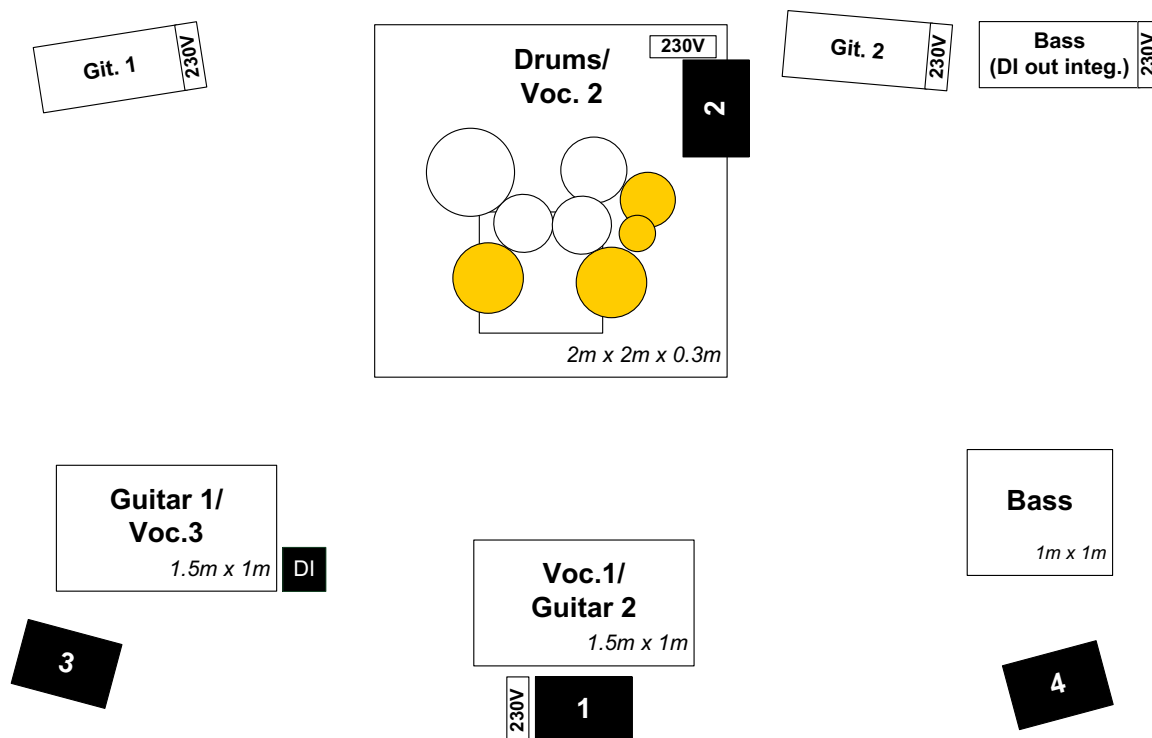 Git. 1
230V
Drums/
Voc. 2
230V
2
Git. 2
230V
Bass
(DI out integ.)
230V
2m x 2m x 0.3m
Guitar 1/
Voc.3
1.5m x 1m
DI
Voc.1/
Guitar 2
1.5m x 1m
Bass
1m x 1m
3
230V
1
4